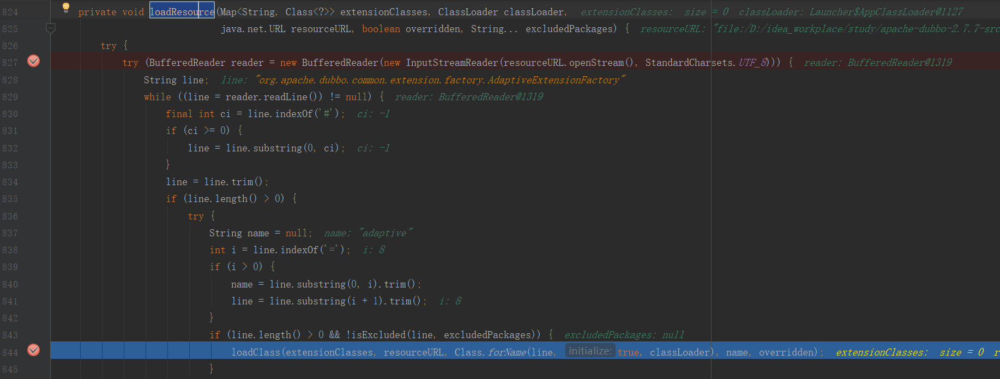 824 private void loadResource(Map<String, Class<?>> extensionClasses, ClassLoader classLoader, extensionClasses: size = 0 classLoader: Launcher$AppClassLoader@1127
825 java.net.URL resourceURL, boolean overridden, String... excludedPackages) { resourceURL: "file:/D:/idea_workplace/study/apache-dubbo-2.7.7-src
826 try {
827 try (BufferedReader reader = new BufferedReader(new InputStreamReader(resourceURL.openStream(), StandardCharsets.UTF_8))) { reader: BufferedReader@1319
828 String line; line: "org.apache.dubbo.common.extension.factory.AdaptiveExtensionFactory"
829 while ((line = reader.readLine()) != null) { reader: BufferedReader@1319
830 final int ci = line.indexOf('#'); ci: -1
831 if (ci >= 0) {
832 line = line.substring(0, ci); ci: -1
833 }
834 line = line.trim();
835 if (line.length() > 0) {
836 try {
837 String name = null; name: "adaptive"
838 int i = line.indexOf('='); i: 8
839 if (i > 0) {
840 name = line.substring(0, i).trim();
841 line = line.substring(i + 1).trim(); i: 8
842 }
843 if (line.length() > 0 && !isExcluded(line, excludedPackages)) { excludedPackages: null
844 loadClass(extensionClasses, resourceURL, Class.forName(line, initialize: true, classLoader), name, overridden); extensionClasses: size = 0 r
845 }